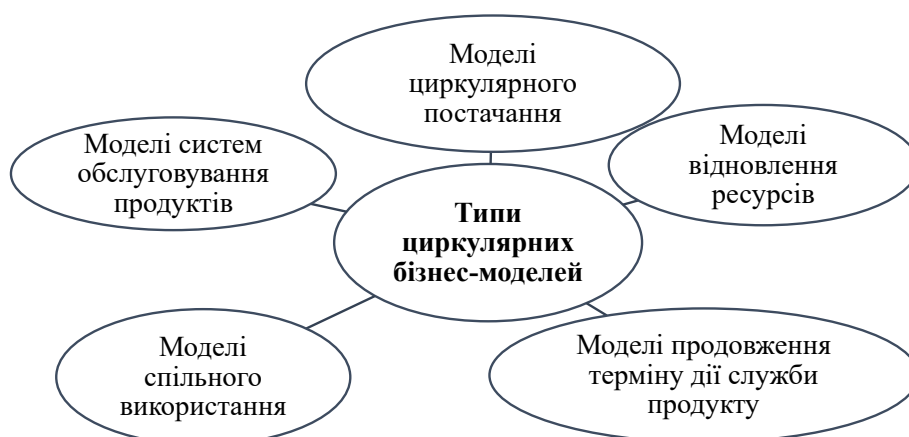 Моделі
циркулярного
постачання
Моделі систем
обслуговування
продуктів
Моделі
відновлення
ресурсів
Типи
циркулярних
бізнес-моделей
Моделі
спільного
використання
Моделі продовження
терміну дії служби
продукту